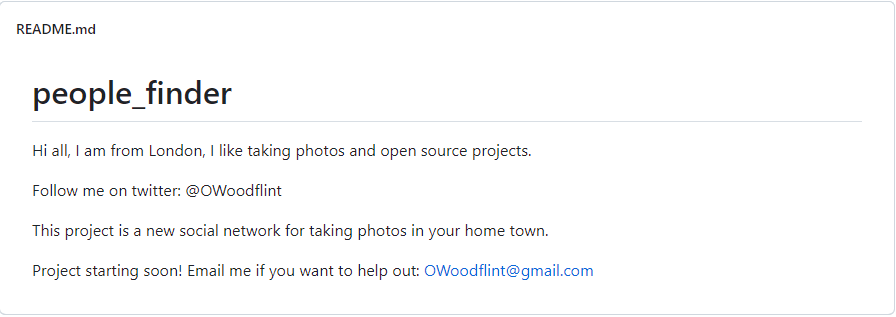 README.md
people_finder
Hi all, I am from London, I like taking photos and open source projects.
Follow me on twitter: @OWoodflint
This project is a new social network for taking photos in your home town.
Project starting soon! Email me if you want to help out: OWoodflint@gmail.com